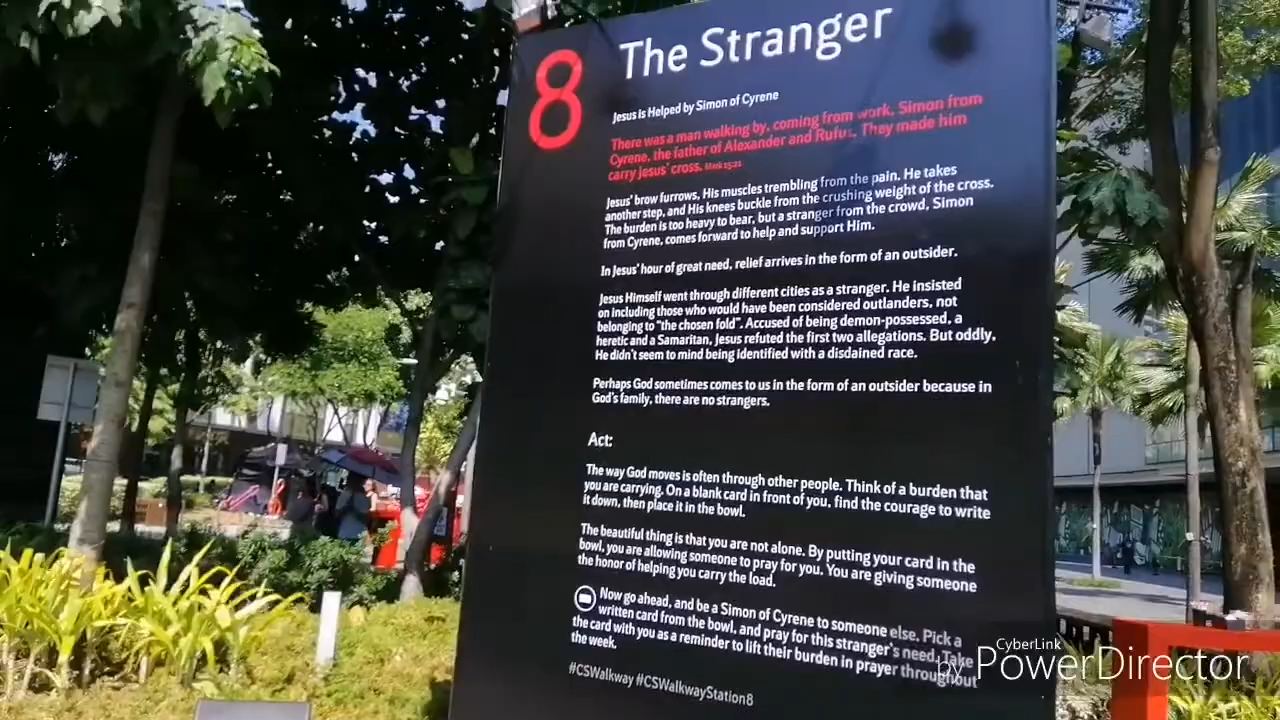 8
The Stranger
Jesus is Helped by Simon of Cyrene
There was a man walking by, coming from work, Simon from
Cyrene, the father of Alexander and Rufus. They made him
carry Jesus' cross. Mark 15:21
Jesus' brow furrows, His muscles trembling from the pain. He takes
another step, and His knees buckle from the crushing weight of the cross.
The burden is too heavy to bear, but a stranger from the crowd, Simon
from Cyrene, comes forward to help and support Him.
In Jesus' hour of great need, relief arrives in the form of an outsider.
Jesus Himself went through different cities as a stranger. He insisted
on including those who would have been considered outlanders, not
belonging to "the chosen fold". Accused of being demon-possessed, a
heretic and a Samaritan, Jesus refuted the first two allegations. But oddly,
He didn't seem to mind being identified with a disdained race.
Perhaps God sometimes comes to us in the form of an outsider because in
God's family, there are no strangers.
Act:
The way God moves is often through other people. Think of a burden that
you are carrying. On a blank card in front of you, find the courage to write
it down, then place it in the bowl.
The beautiful thing is that you are not alone. By putting your card in the
bowl, you are allowing someone to pray for you. You are giving someone
the honor of helping you carry the load.
Now go ahead, and be a Simon of Cyrene to someone else. Pick a
written card from the bowl, and pray for this stranger's need. Take
the card with you as a reminder to lift their burden in prayer throughout
the week.
#CSWalkway #CSWalkwayStation8
CyberLink
by PowerDirector